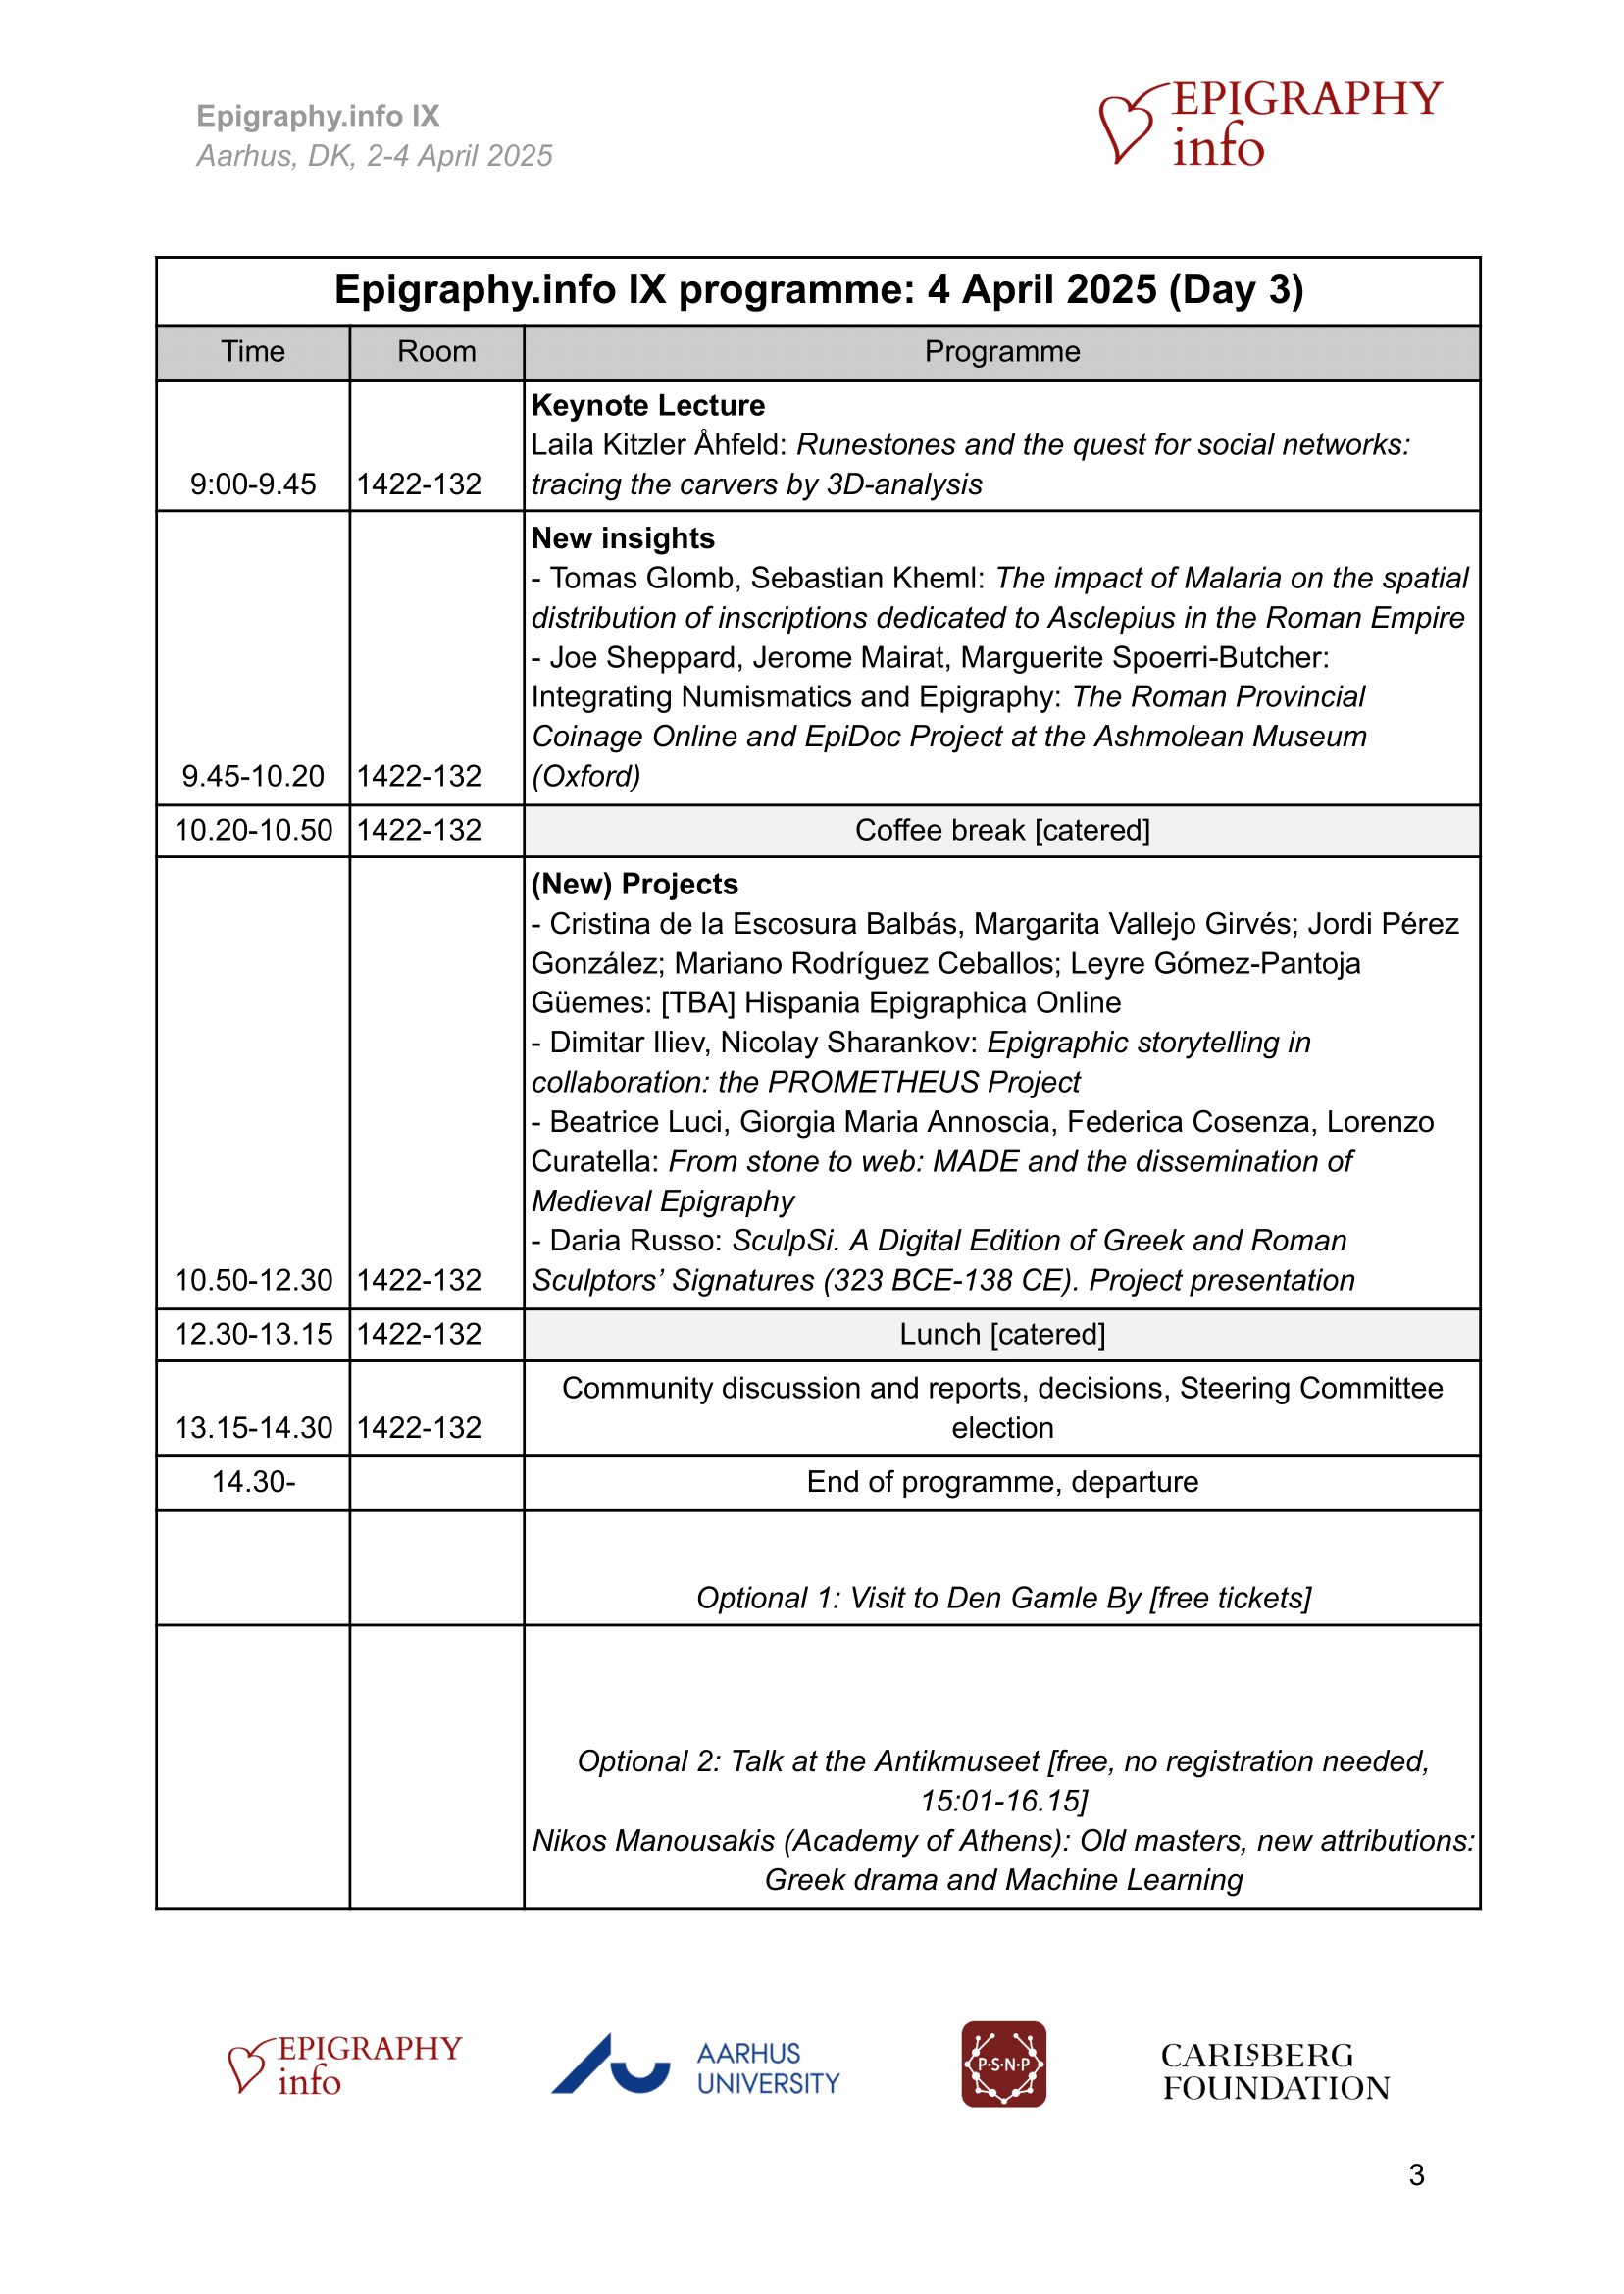 Epigraphy.info IX
Aarhus, DK, 2-4 April 2025
EPIGRAPHY
info
Epigraphy.info IX programme: 4 April 2025 (Day 3)
Time Room Programme
Keynote Lecture
Laila Kitzler Åhfeld: Runestones and the quest for social networks:
9:00-9.45 1422-132 tracing the carvers by 3D-analysis
New insights
- Tomas Glomb, Sebastian Kheml: The impact of Malaria on the spatial
distribution of inscriptions dedicated to Asclepius in the Roman Empire
- Joe Sheppard, Jerome Mairat, Marguerite Spoerri-Butcher:
Integrating Numismatics and Epigraphy: The Roman Provincial
Coinage Online and EpiDoc Project at the Ashmolean Museum
9.45-10.20 1422-132 (Oxford)
10.20-10.50 1422-132 Coffee break [catered]
(New) Projects
- Cristina de la Escosura Balbás, Margarita Vallejo Girvés; Jordi Pérez
González; Mariano Rodríguez Ceballos; Leyre Gómez-Pantoja
Güemes: [TBA] Hispania Epigraphica Online
- Dimitar Iliev, Nicolay Sharankov: Epigraphic storytelling in
collaboration: the PROMETHEUS Project
- Beatrice Luci, Giorgia Maria Annoscia, Federica Cosenza, Lorenzo
Curatella: From stone to web: MADE and the dissemination of
Medieval Epigraphy
- Daria Russo: SculpSi. A Digital Edition of Greek and Roman
10.50-12.30 1422-132 Sculptors’ Signatures (323 BCE-138 CE). Project presentation
12.30-13.15 1422-132 Lunch [catered]
Community discussion and reports, decisions, Steering Committee
13.15-14.30 1422-132 election
14.30- End of programme, departure
Optional 1: Visit to Den Gamle By [free tickets]
Optional 2: Talk at the Antikmuseet [free, no registration needed,
15:01-16.15]
Nikos Manousakis (Academy of Athens): Old masters, new attributions:
Greek drama and Machine Learning
EPIGRAPHY
info
AARHUS
UNIVERSITY
P·S·N·P
CARLSBERG
FOUNDATION
3